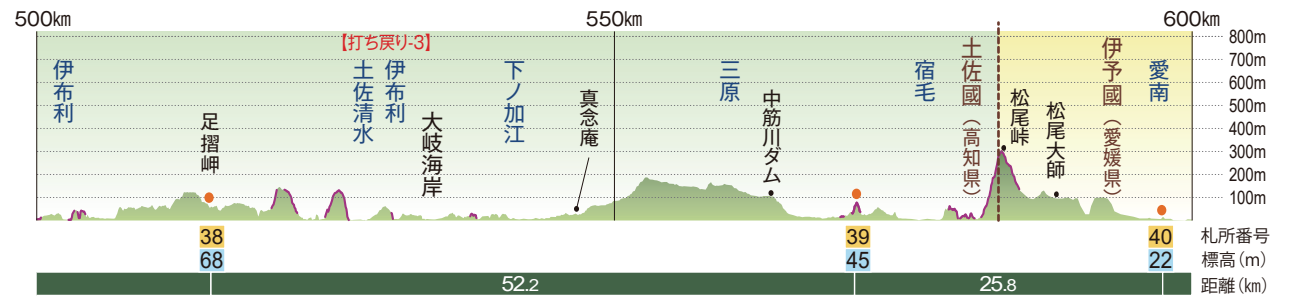 500km
550km
600km
【打ち戻り-3】
800m
700m
600m
500m
400m
300m
200m
100m
伊布利
足摺岬
土佐清水
伊布利
大岐海岸
下ノ加江
真念庵
三原
中筋川ダム
宿毛
土佐國（高知県）
松尾峠
松尾大師
伊予國（愛媛県）
愛南
38
39
40
札所番号
68
45
22
標高（m）
52.2
25.8
距離（km）